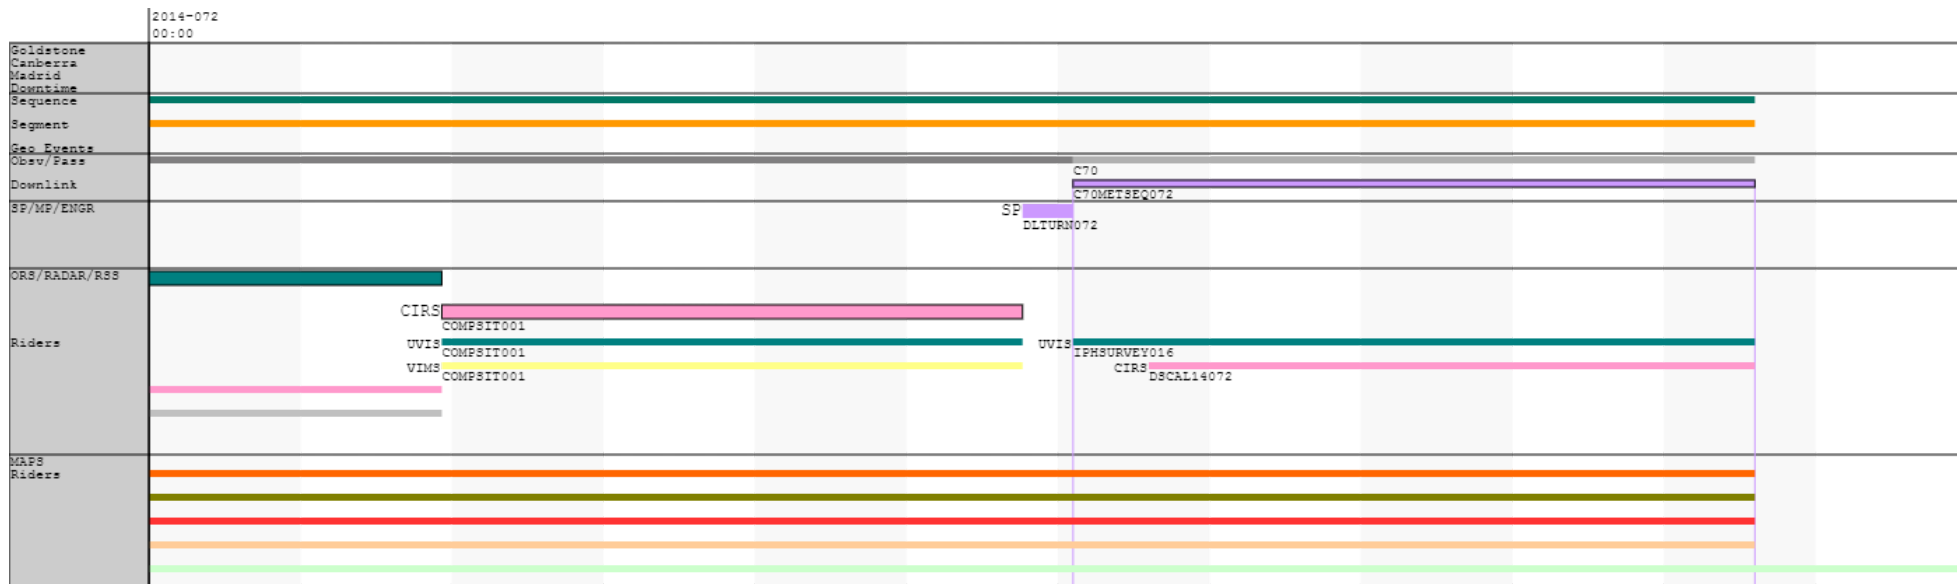 2014-072
00:00
Goldstone
Canberra
Madrid
Downtime
Sequence
Segment
Geo Events
Obsv/Pass
C70
Downlink
C70METSEQ072
SP/MP/ENGR
SP
DLTURN072
ORS/RADAR/RSS
CIRS
COMPSIT001
Riders
UVIS
COMPSIT001
UVIS
IPHSURVEY016
VIMS
COMPSIT001
CIRS
DSCAL14072
MAPS
Riders